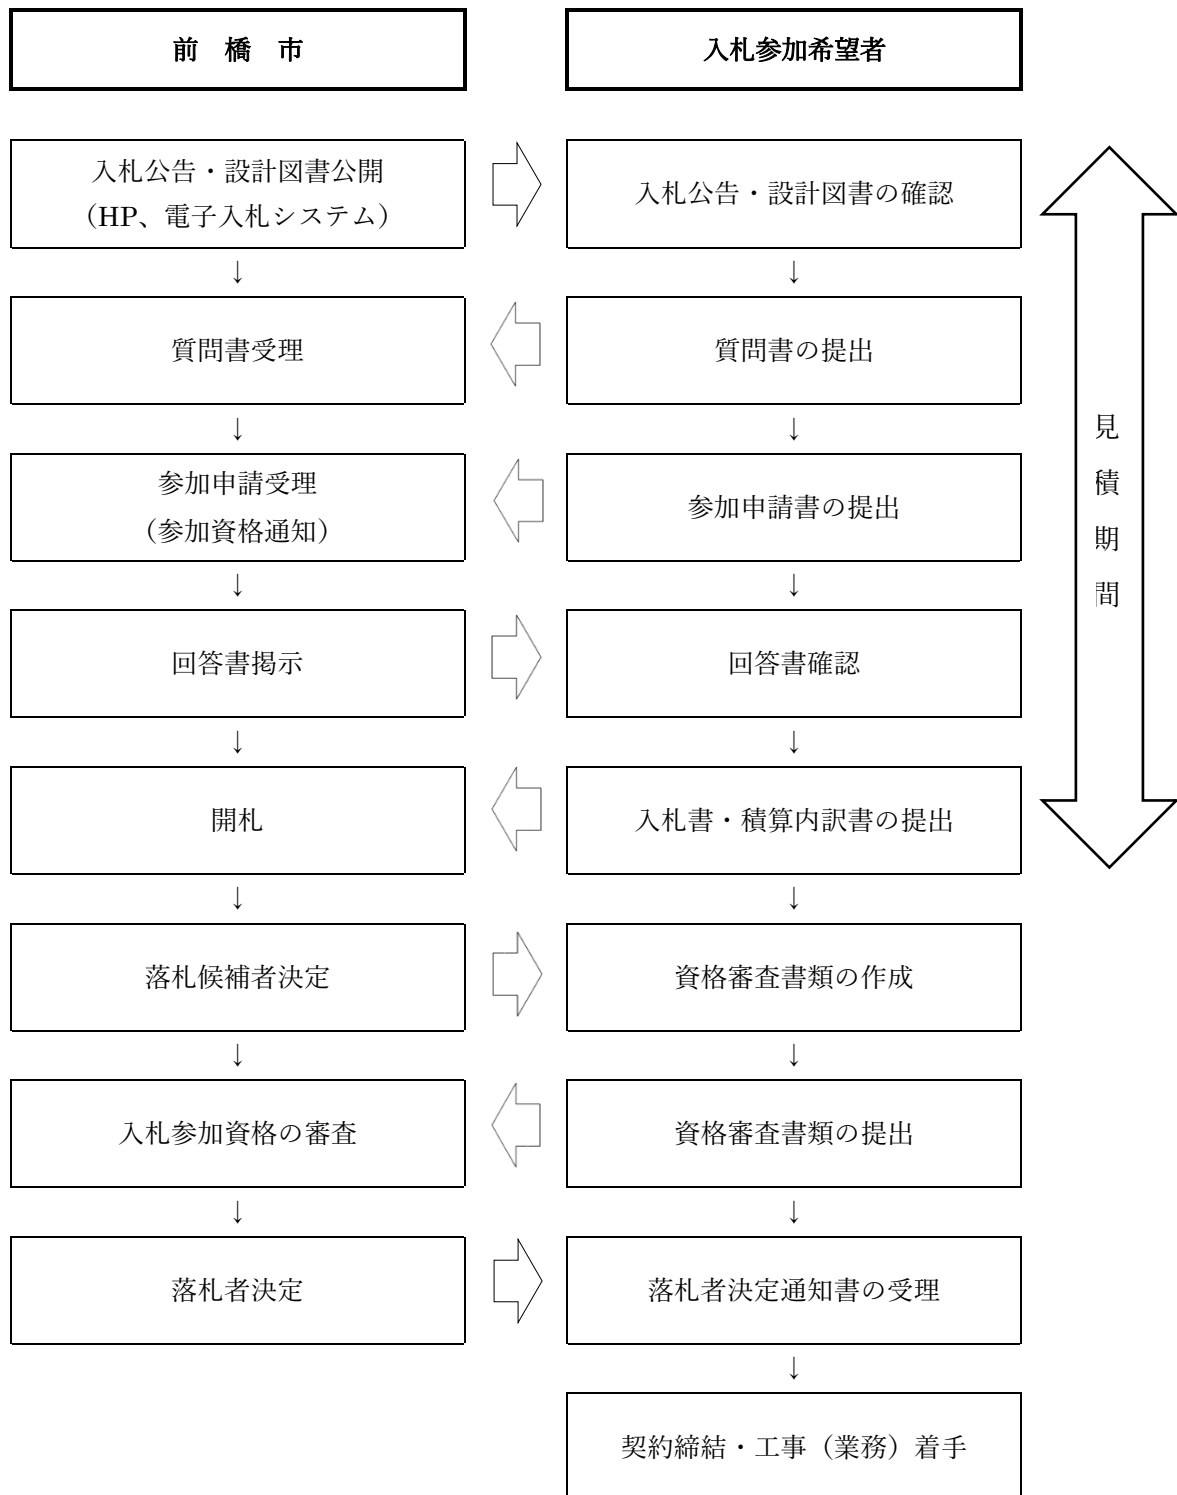 前　橋　市
入札参加希望者
入札公告・設計図書公開
（HP、電子入札システム）
入札公告・設計図書の確認
↓
↓
質問書受理
質問書の提出
↓
↓
参加申請受理
（参加資格通知）
参加申請書の提出
↓
↓
回答書掲示
回答書確認
↓
↓
開札
入札書・積算内訳書の提出
↓
↓
落札候補者決定
資格審査書類の作成
↓
↓
入札参加資格の審査
資格審査書類の提出
↓
↓
落札者決定
落札者決定通知書の受理
↓
契約締結・工事（業務）着手
見積期間